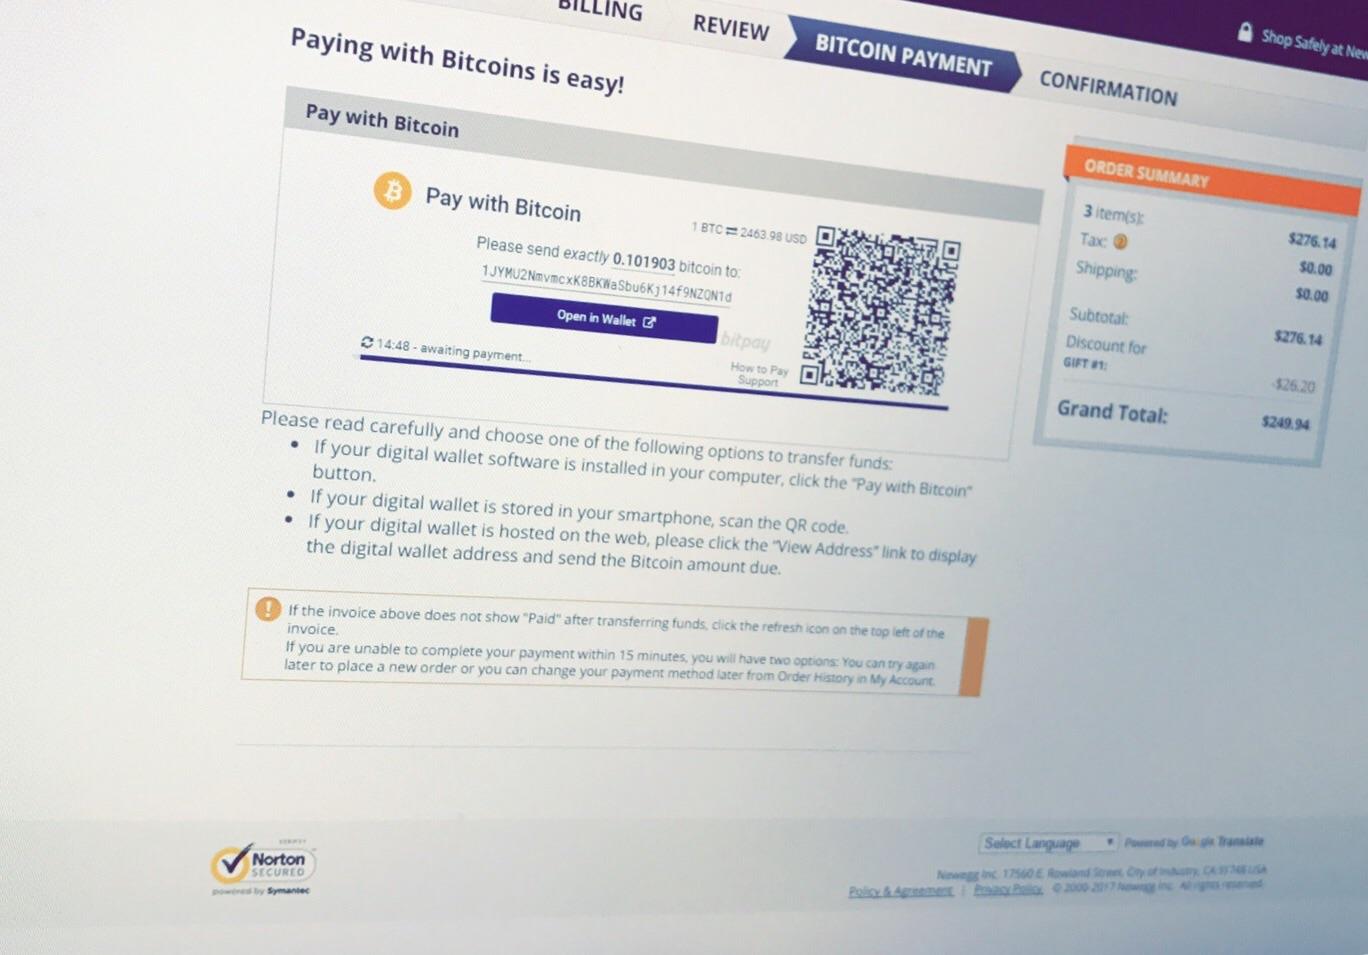 BILLING
REVIEW
BITCOIN PAYMENT
CONFIRMATION
Shop Safely at New
Paying with Bitcoins is easy!
Pay with Bitcoin
Pay with Bitcoin
1 BTC ⇄ 2463.98 USD
Please send exactly 0.101903 bitcoin to:
1JYMU2NmvmcxK8BKWaSbu6Kj14f9NZQN1d
Open in Wallet
bitpay
14:48 - awaiting payment...
How to Pay
Support
ORDER SUMMARY
3 item(s): $276.14
Tax: $0.00
Shipping: $0.00
Subtotal: $276.14
Discount for
GIFT #1: -$26.20
Grand Total: $249.94
Please read carefully and choose one of the following options to transfer funds:
If your digital wallet software is installed in your computer, click the "Pay with Bitcoin"
button.
If your digital wallet is stored in your smartphone, scan the QR code.
If your digital wallet is hosted on the web, please click the "View Address" link to display
the digital wallet address and send the Bitcoin amount due.
If the invoice above does not show "Paid" after transferring funds, click the refresh icon on the top left of the
invoice.
If you are unable to complete your payment within 15 minutes, you will have two options: You can try again
later to place a new order or you can change your payment method later from Order History in My Account.
Norton
SECURED
powered by Symantec
Select Language
Powered by Google Translate
Newegg Inc. 17560 E. Rowland Street, City of Industry, CA 91748 USA
Policy & Agreement | Privacy Policy © 2000-2017 Newegg Inc. All rights reserved.